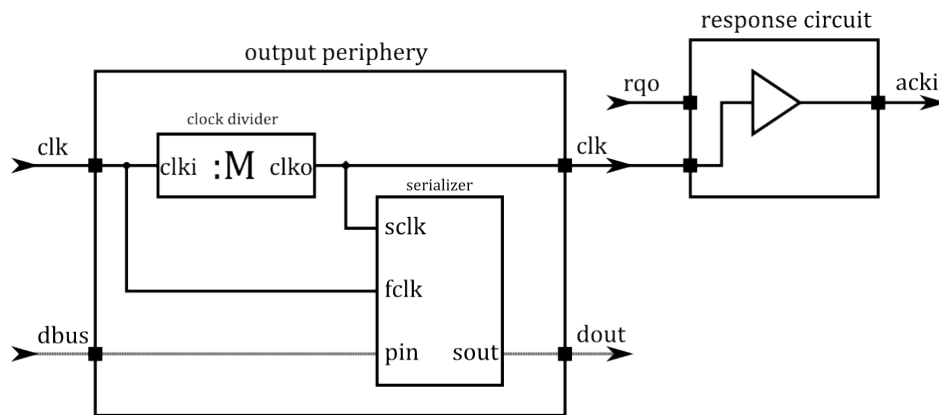 response circuit
output periphery
rqo
acki
clock divider
clk
clki :M clko
clk
serializer
sclk
fclk
dbus
pin
sout
dout